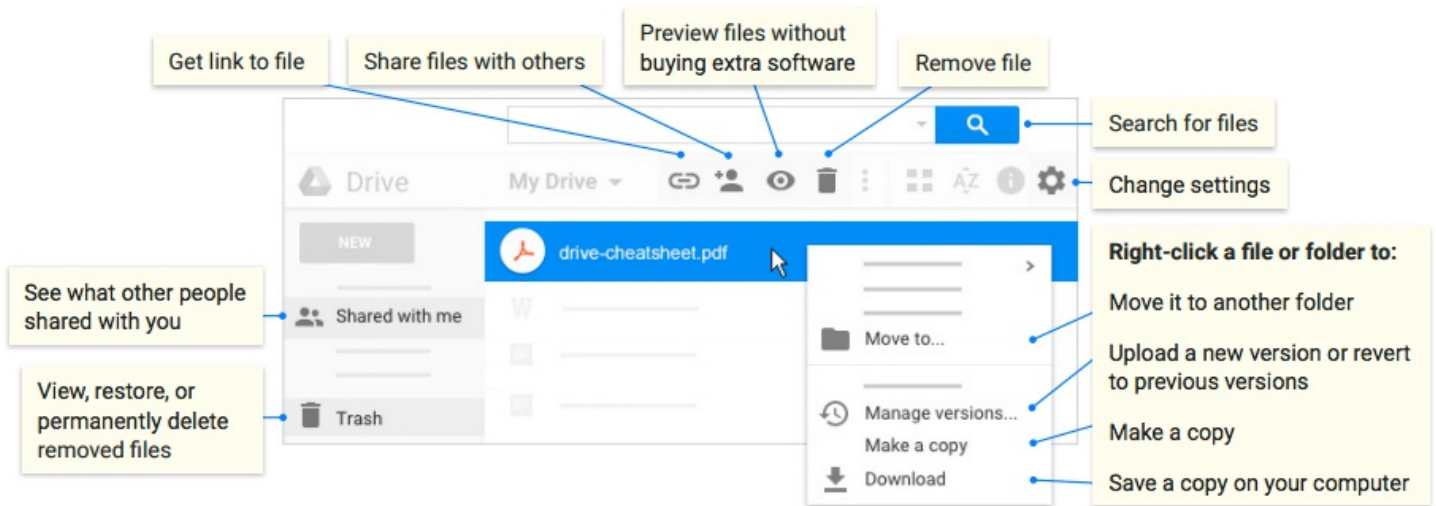 Get link to file
Share files with others
Preview files without
buying extra software
Remove file
Search for files
Drive
My Drive
AZ
Change settings
NEW
drive-cheatsheet.pdf
See what other people
shared with you
Shared with me
W
View, restore, or
permanently delete
removed files
Trash
Move to...
Manage versions...
Make a copy
Download
Right-click a file or folder to:
Move it to another folder
Upload a new version or revert
to previous versions
Make a copy
Save a copy on your computer